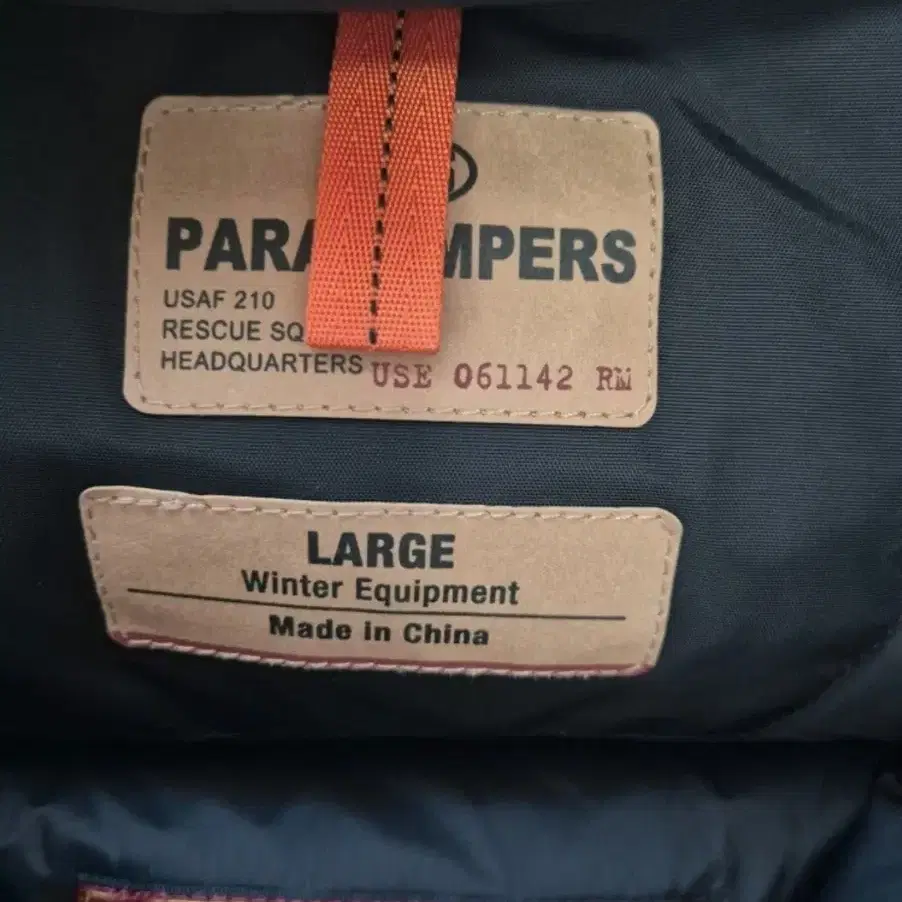 PARA MPERS
USAF 210
RESCUE SQ
HEADQUARTERS
USE 061142 RM
LARGE
Winter Equipment
Made in China